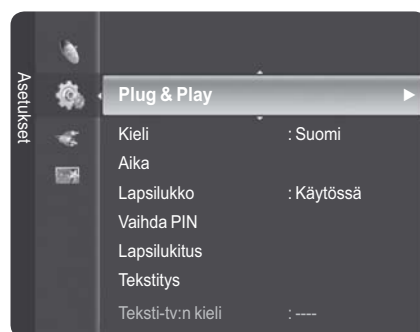 Asetukset
Plug & Play
Kieli : Suomi
Aika
Lapsilukko : Käytössä
Vaihda PIN
Lapsilukitus
Tekstitys
Teksti-tv:n kieli : ----